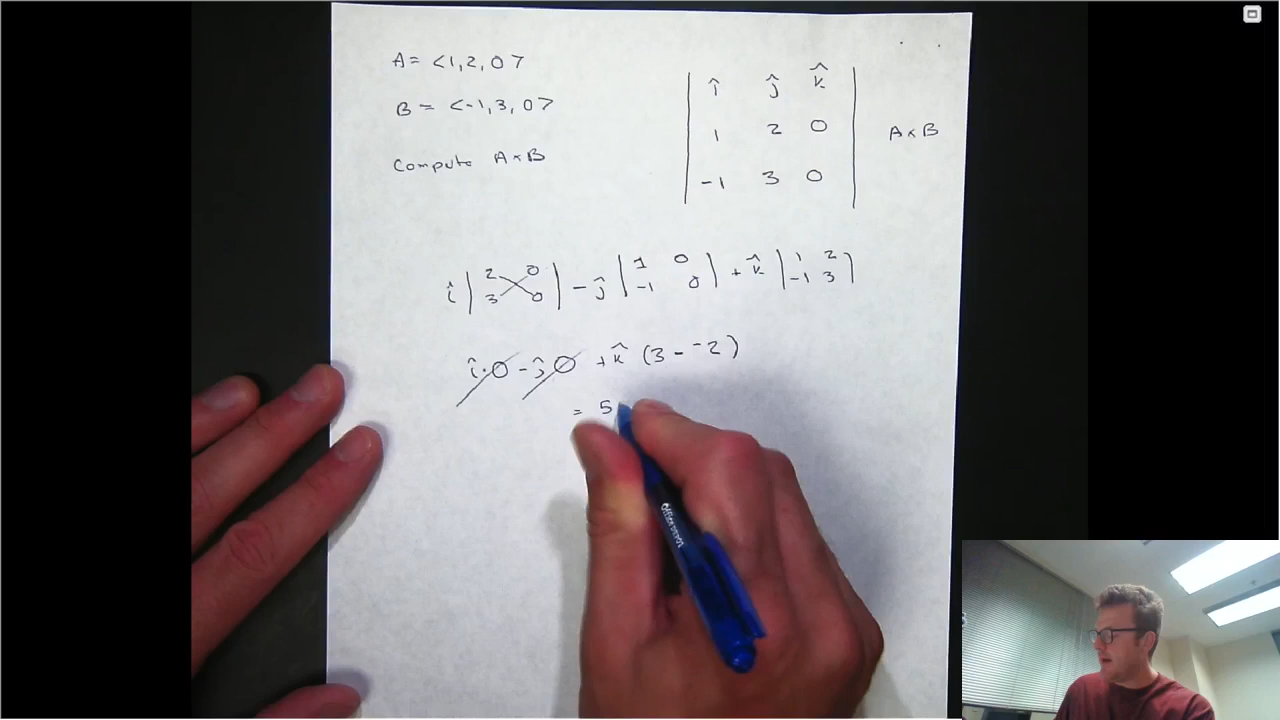 A = <1,2,0>
B = <-1,3,0>
Compute A×B
| î ĵ k̂ |
| 1 2 0 | A×B
| -1 3 0 |
î | 2 0 | - ĵ | 1 0 | + k̂ | 1 2 |
| 3 0 | | -1 0 | | -1 3 |
î·0 - ĵ 0 + k̂ (3 - -2)
= 5